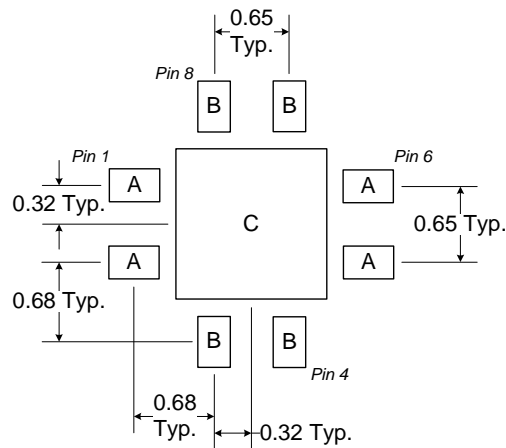 0.65
Typ.
Pin 8
B
B
Pin 1
Pin 6
A
A
0.32 Typ.
C
0.65 Typ.
A
A
0.68 Typ.
B
B
Pin 4
0.68
Typ.
0.32 Typ.